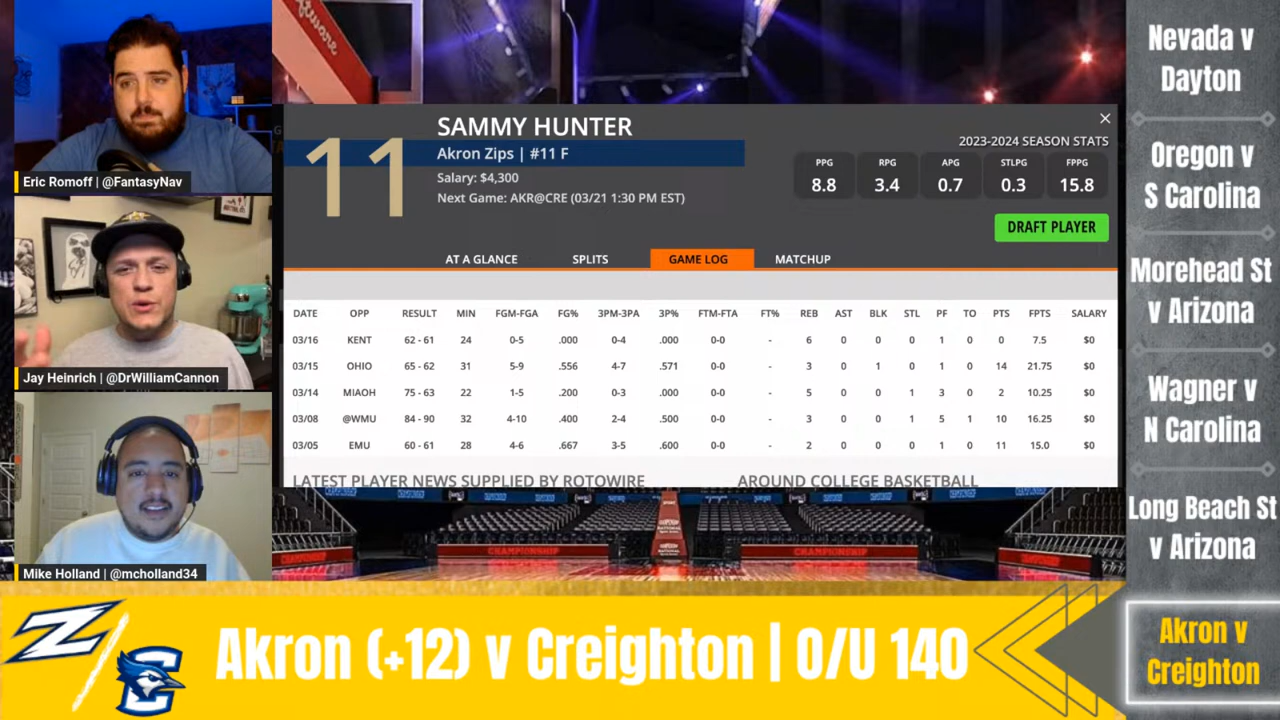 Eric Romoff | @FantasyNav
Jay Heinrich | @DrWilliamCannon
Mike Holland | @mcholland34
11
SAMMY HUNTER
Akron Zips | #11 F
Salary: $4,300
Next Game: AKR@CRE (03/21 1:30 PM EST)
2023-2024 SEASON STATS
PPG RPG APG STLPG FPPG
8.8 3.4 0.7 0.3 15.8
DRAFT PLAYER
AT A GLANCE SPLITS GAME LOG MATCHUP
DATE OPP RESULT MIN FGM-FGA FG% 3PM-3PA 3P% FTM-FTA FT% REB AST BLK STL PF TO PTS FPTS SALARY
03/16 KENT 62 - 61 24 0-5 .000 0-4 .000 0-0 - 6 0 0 0 1 0 0 7.5 $0
03/15 OHIO 65 - 62 31 5-9 .556 4-7 .571 0-0 - 3 0 1 0 1 0 14 21.75 $0
03/14 MIAOH 75 - 63 22 1-5 .200 0-3 .000 0-0 - 5 0 0 1 3 0 2 10.25 $0
03/08 @WMU 84 - 90 32 4-10 .400 2-4 .500 0-0 - 3 0 0 1 5 1 10 16.25 $0
03/05 EMU 60 - 61 28 4-6 .667 3-5 .600 0-0 - 2 0 0 0 1 0 11 15.0 $0
LATEST PLAYER NEWS SUPPLIED BY ROTOWIRE AROUND COLLEGE BASKETBALL
CHAMPIONSHIP
CHAMPIONSHIP
Nevada v
Dayton
Oregon v
S Carolina
Morehead St
v Arizona
Wagner v
N Carolina
Long Beach St
v Arizona
Akron v
Creighton
Z
Akron (+12) v Creighton | O/U 140